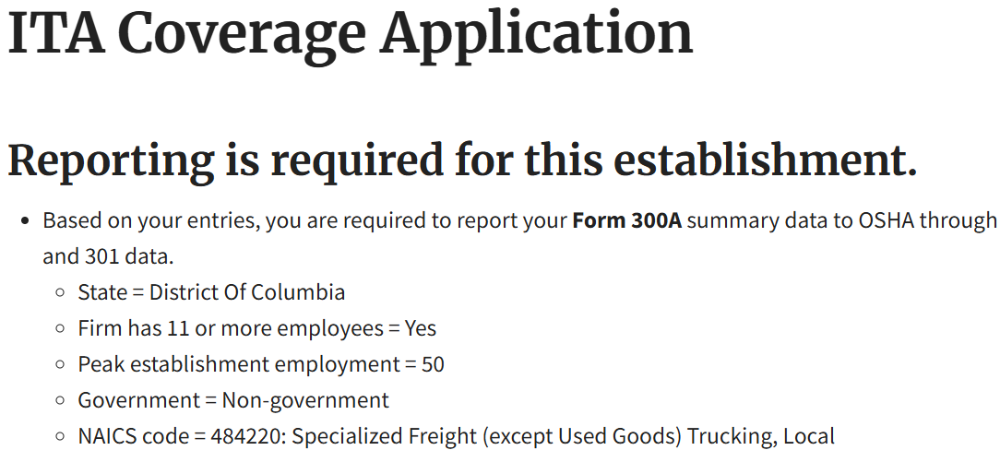 ITA Coverage Application
Reporting is required for this establishment.
• Based on your entries, you are required to report your Form 300A summary data to OSHA through
and 301 data.
◦ State = District Of Columbia
◦ Firm has 11 or more employees = Yes
◦ Peak establishment employment = 50
◦ Government = Non-government
◦ NAICS code = 484220: Specialized Freight (except Used Goods) Trucking, Local